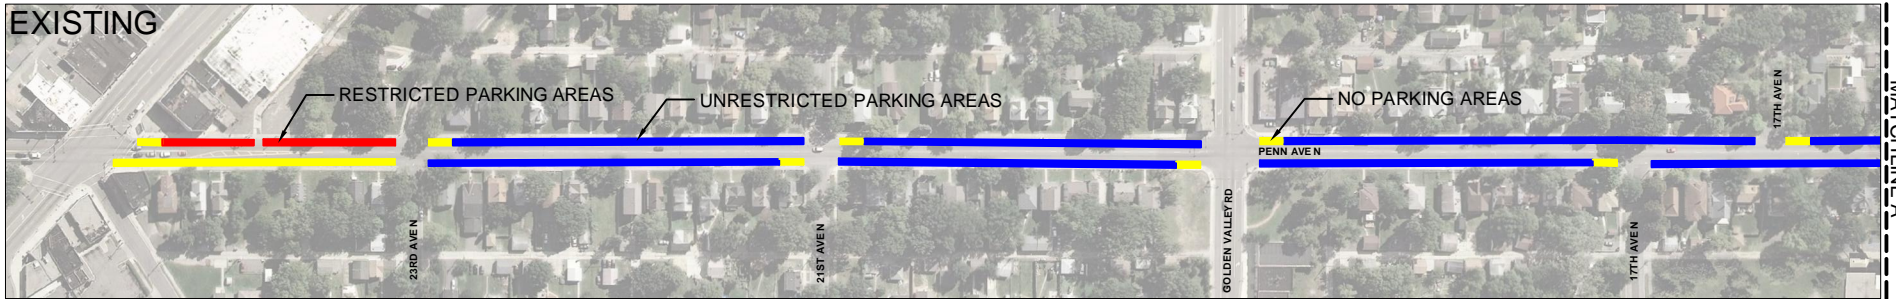 EXISTING
RESTRICTED PARKING AREAS
UNRESTRICTED PARKING AREAS
NO PARKING AREAS
17TH AVE N
PENN AVE N
23RD AVE N
21ST AVE N
GOLDEN VALLEY RD
17TH AVE N
MATCHLINE A